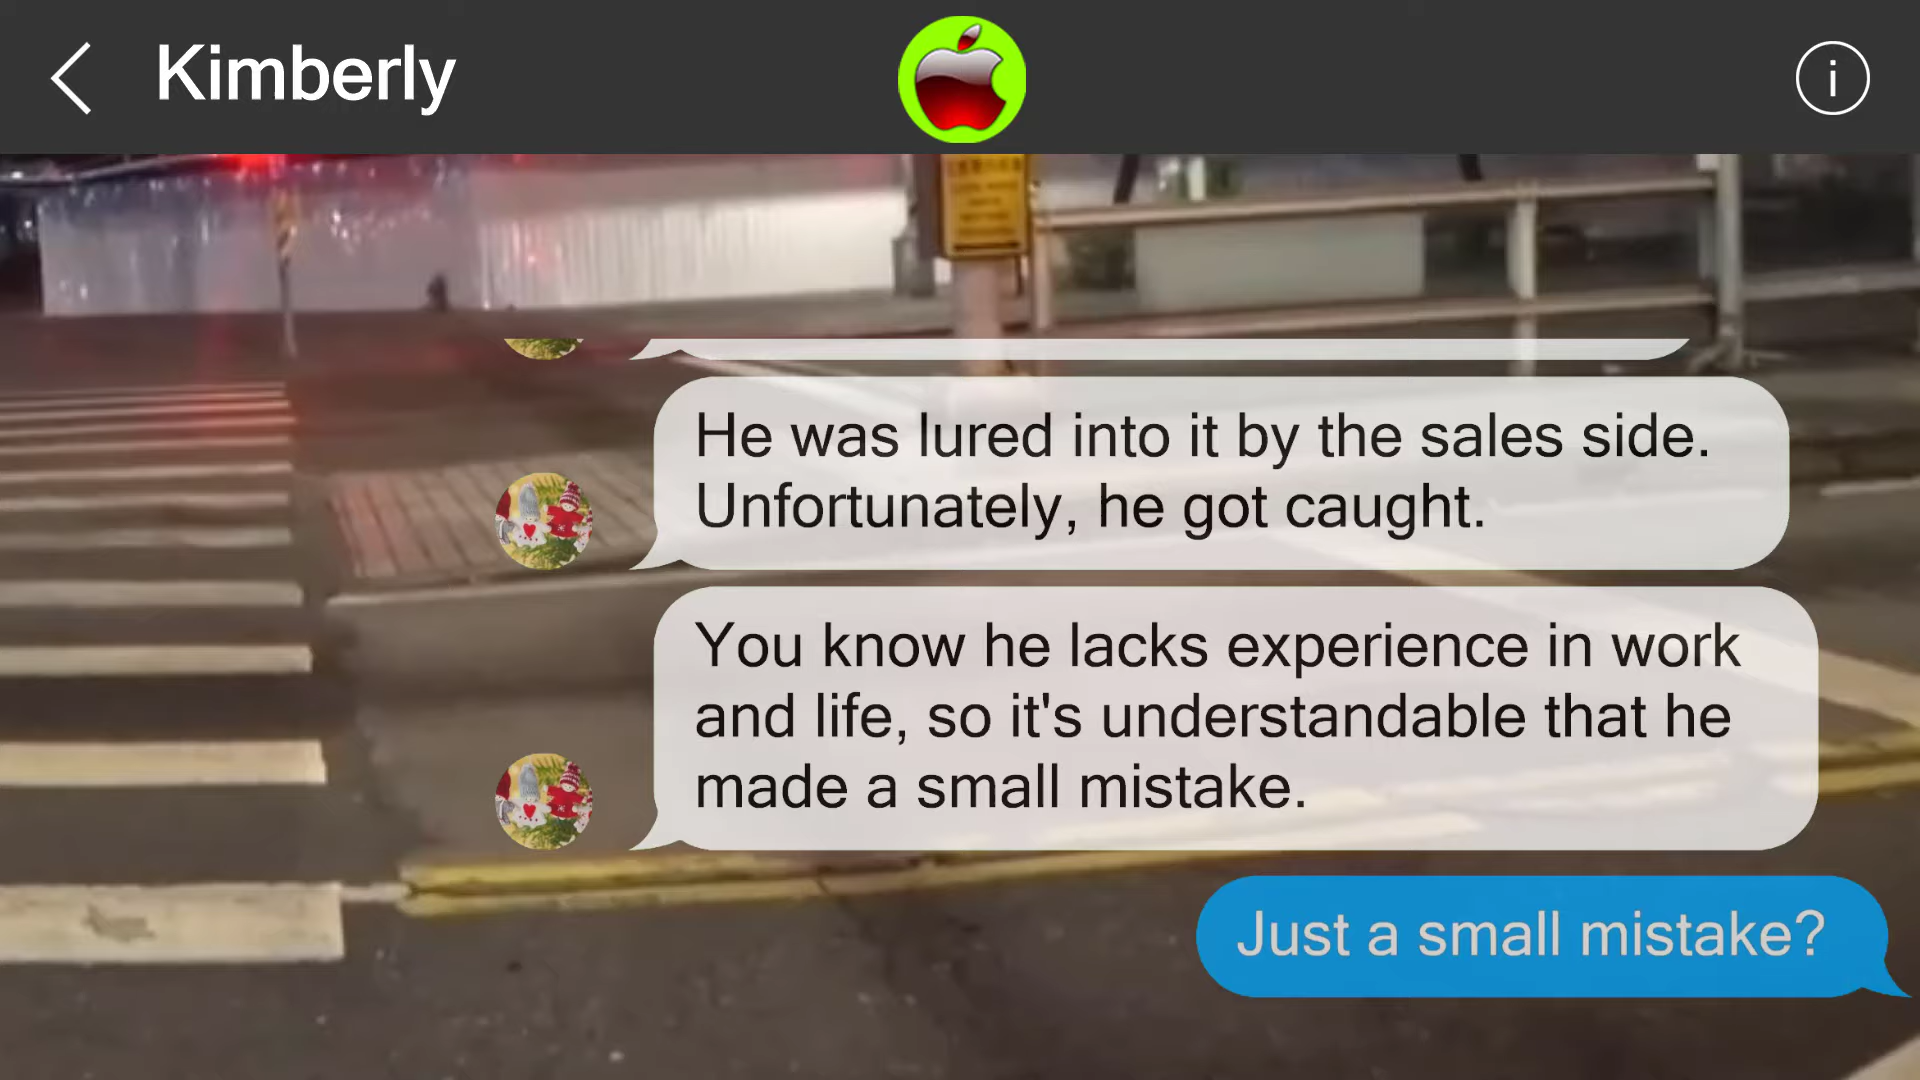 Kimberly
i
He was lured into it by the sales side.
Unfortunately, he got caught.
You know he lacks experience in work
and life, so it's understandable that he
made a small mistake.
Just a small mistake?